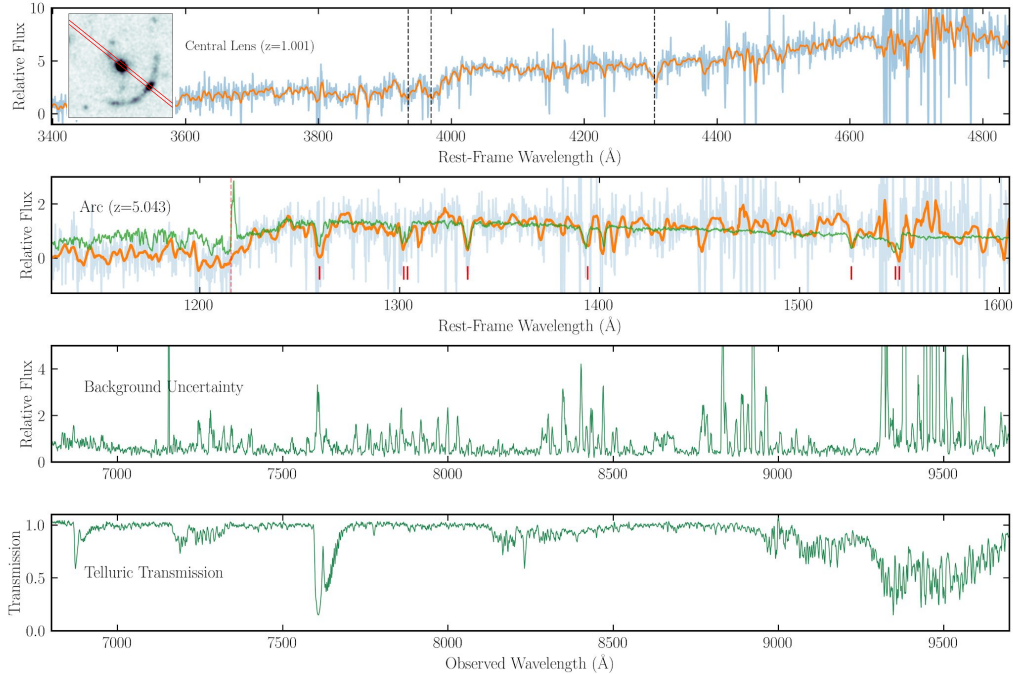 10
5
0
Relative Flux
Central Lens (z=1.001)
3400 3600 3800 4000 4200 4400 4600 4800
Rest-Frame Wavelength (Å)
2
0
Relative Flux
Arc (z=5.043)
1200 1300 1400 1500 1600
Rest-Frame Wavelength (Å)
4
2
0
Relative Flux
Background Uncertainty
7000 7500 8000 8500 9000 9500
1.0
0.5
0.0
Transmission
Telluric Transmission
7000 7500 8000 8500 9000 9500
Observed Wavelength (Å)